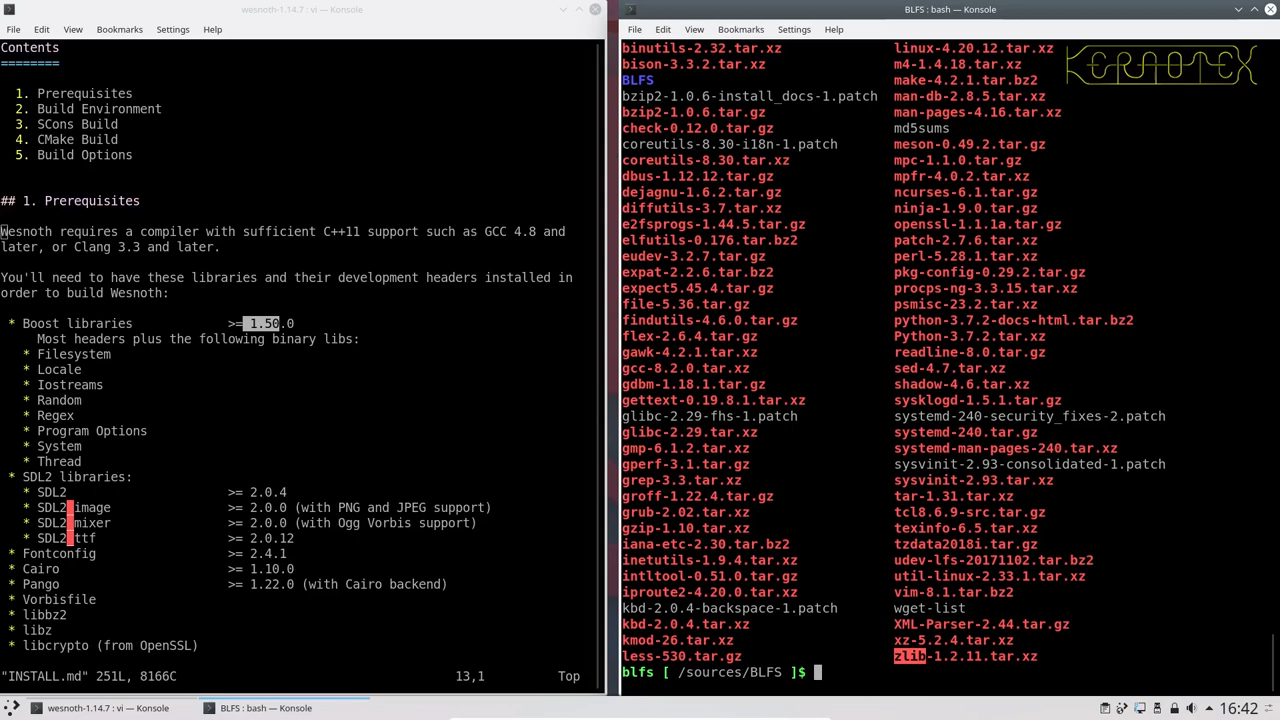 wesnoth-1.14.7 : vi — Konsole
File Edit View Bookmarks Settings Help
Contents
========
1. Prerequisites
2. Build Environment
3. SCons Build
4. CMake Build
5. Build Options
## 1. Prerequisites
Wesnoth requires a compiler with sufficient C++11 support such as GCC 4.8 and
later, or Clang 3.3 and later.
You'll need to have these libraries and their development headers installed in
order to build Wesnoth:
* Boost libraries >= 1.50.0
Most headers plus the following binary libs:
* Filesystem
* Locale
* Iostreams
* Random
* Regex
* Program Options
* System
* Thread
* SDL2 libraries:
* SDL2 >= 2.0.4
* SDL2_image >= 2.0.0 (with PNG and JPEG support)
* SDL2_mixer >= 2.0.0 (with Ogg Vorbis support)
* SDL2_ttf >= 2.0.12
* Fontconfig >= 2.4.1
* Cairo >= 1.10.0
* Pango >= 1.22.0 (with Cairo backend)
* Vorbisfile
* libbz2
* libz
* libcrypto (from OpenSSL)
"INSTALL.md" 251L, 8166C 13,1 Top
BLFS : bash — Konsole
File Edit View Bookmarks Settings Help
KERNOTEX
binutils-2.32.tar.xz linux-4.20.12.tar.xz
bison-3.3.2.tar.xz m4-1.4.18.tar.xz
BLFS make-4.2.1.tar.bz2
bzip2-1.0.6-install_docs-1.patch man-db-2.8.5.tar.xz
bzip2-1.0.6.tar.gz man-pages-4.16.tar.xz
check-0.12.0.tar.gz md5sums
coreutils-8.30-i18n-1.patch meson-0.49.2.tar.gz
coreutils-8.30.tar.xz mpc-1.1.0.tar.gz
dbus-1.12.12.tar.gz mpfr-4.0.2.tar.xz
dejagnu-1.6.2.tar.gz ncurses-6.1.tar.gz
diffutils-3.7.tar.xz ninja-1.9.0.tar.gz
e2fsprogs-1.44.5.tar.gz openssl-1.1.1a.tar.gz
elfutils-0.176.tar.bz2 patch-2.7.6.tar.xz
eudev-3.2.7.tar.gz perl-5.28.1.tar.xz
expat-2.2.6.tar.bz2 pkg-config-0.29.2.tar.gz
expect5.45.4.tar.gz procps-ng-3.3.15.tar.xz
file-5.36.tar.gz psmisc-23.2.tar.xz
findutils-4.6.0.tar.gz python-3.7.2-docs-html.tar.bz2
flex-2.6.4.tar.gz Python-3.7.2.tar.xz
gawk-4.2.1.tar.xz readline-8.0.tar.gz
gcc-8.2.0.tar.xz sed-4.7.tar.xz
gdbm-1.18.1.tar.gz shadow-4.6.tar.xz
gettext-0.19.8.1.tar.xz sysklogd-1.5.1.tar.gz
glibc-2.29-fhs-1.patch systemd-240-security_fixes-2.patch
glibc-2.29.tar.xz systemd-240.tar.gz
gmp-6.1.2.tar.xz systemd-man-pages-240.tar.xz
gperf-3.1.tar.gz sysvinit-2.93-consolidated-1.patch
grep-3.3.tar.xz sysvinit-2.93.tar.xz
groff-1.22.4.tar.gz tar-1.31.tar.xz
grub-2.02.tar.xz tcl8.6.9-src.tar.gz
gzip-1.10.tar.xz texinfo-6.5.tar.xz
iana-etc-2.30.tar.bz2 tzdata2018i.tar.gz
inetutils-1.9.4.tar.xz udev-lfs-20171102.tar.bz2
intltool-0.51.0.tar.gz util-linux-2.33.1.tar.xz
iproute2-4.20.0.tar.xz vim-8.1.tar.bz2
kbd-2.0.4-backspace-1.patch wget-list
kbd-2.0.4.tar.xz XML-Parser-2.44.tar.gz
kmod-26.tar.xz xz-5.2.4.tar.xz
less-530.tar.gz zlib-1.2.11.tar.xz
blfs [ /sources/BLFS ]$
wesnoth-1.14.7 : vi — Konsole BLFS : bash — Konsole 16:42